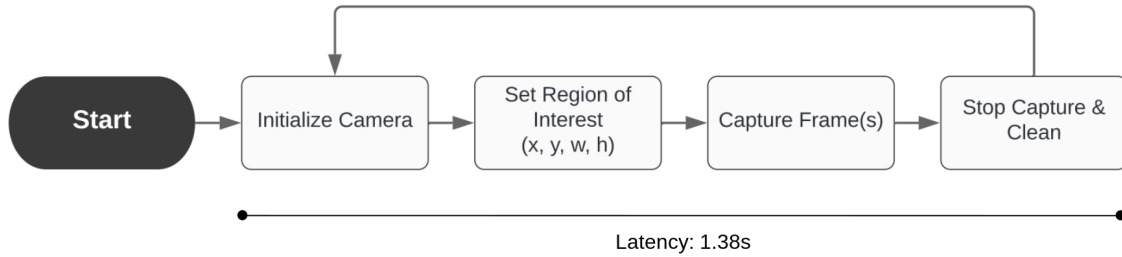 Start
Initialize Camera
Set Region of
Interest
(x, y, w, h)
Capture Frame(s)
Stop Capture &
Clean
Latency: 1.38s